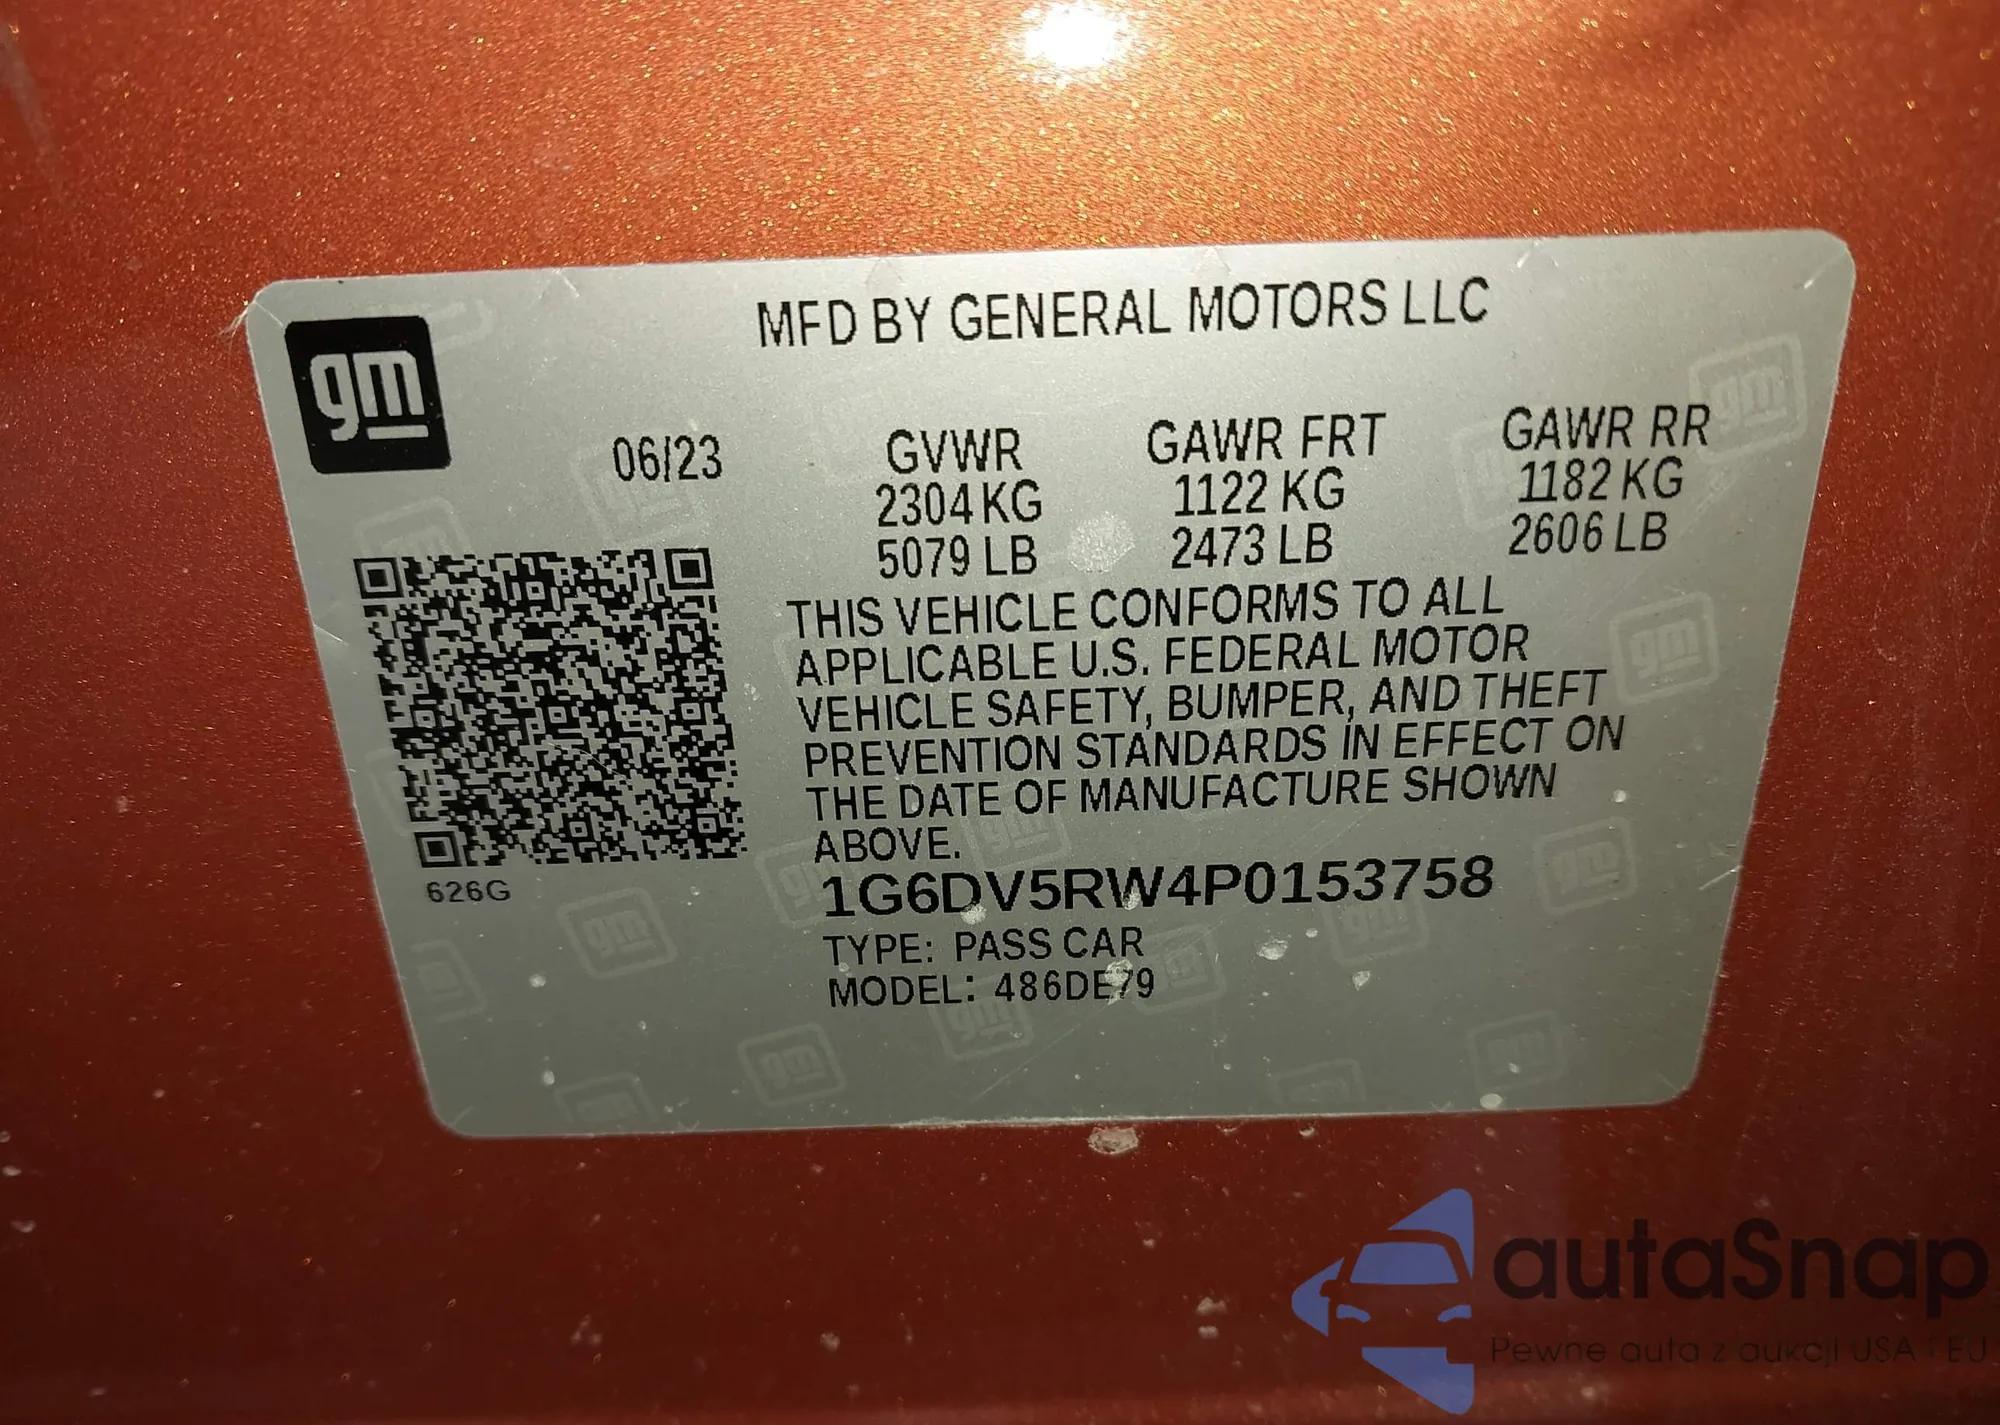 gm
MFD BY GENERAL MOTORS LLC
06/23 GVWR GAWR FRT GAWR RR
2304 KG 1122 KG 1182 KG
5079 LB 2473 LB 2606 LB
THIS VEHICLE CONFORMS TO ALL
APPLICABLE U.S. FEDERAL MOTOR
VEHICLE SAFETY, BUMPER, AND THEFT
PREVENTION STANDARDS IN EFFECT ON
THE DATE OF MANUFACTURE SHOWN
ABOVE.
626G
1G6DV5RW4P0153758
TYPE: PASS CAR
MODEL: 486DE79
autaSnap
Pewne auta z aukcji USA i EU